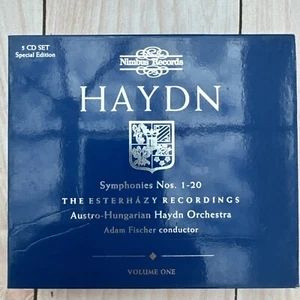 5 CD SET
Special Edition
Nimbus Records
HAYDN
Symphonies Nos. 1-20
THE ESTERHÁZY RECORDINGS
Austro-Hungarian Haydn Orchestra
Adam Fischer conductor
VOLUME ONE